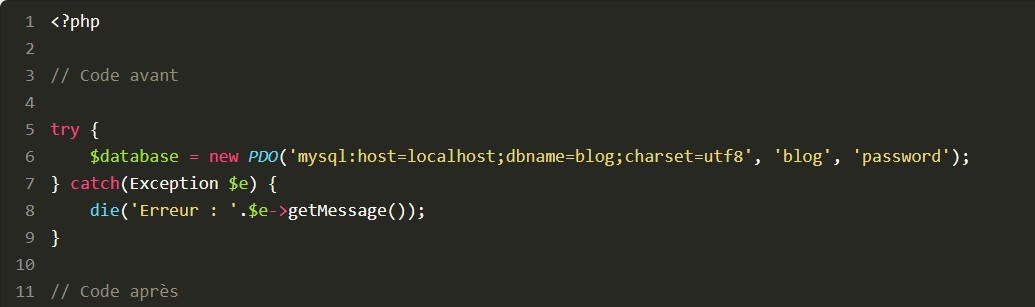 1 <?php
2
3 // Code avant
4
5 try {
6     $database = new PDO('mysql:host=localhost;dbname=blog;charset=utf8', 'blog', 'password');
7 } catch(Exception $e) {
8     die('Erreur : '.$e->getMessage());
9 }
10
11 // Code après